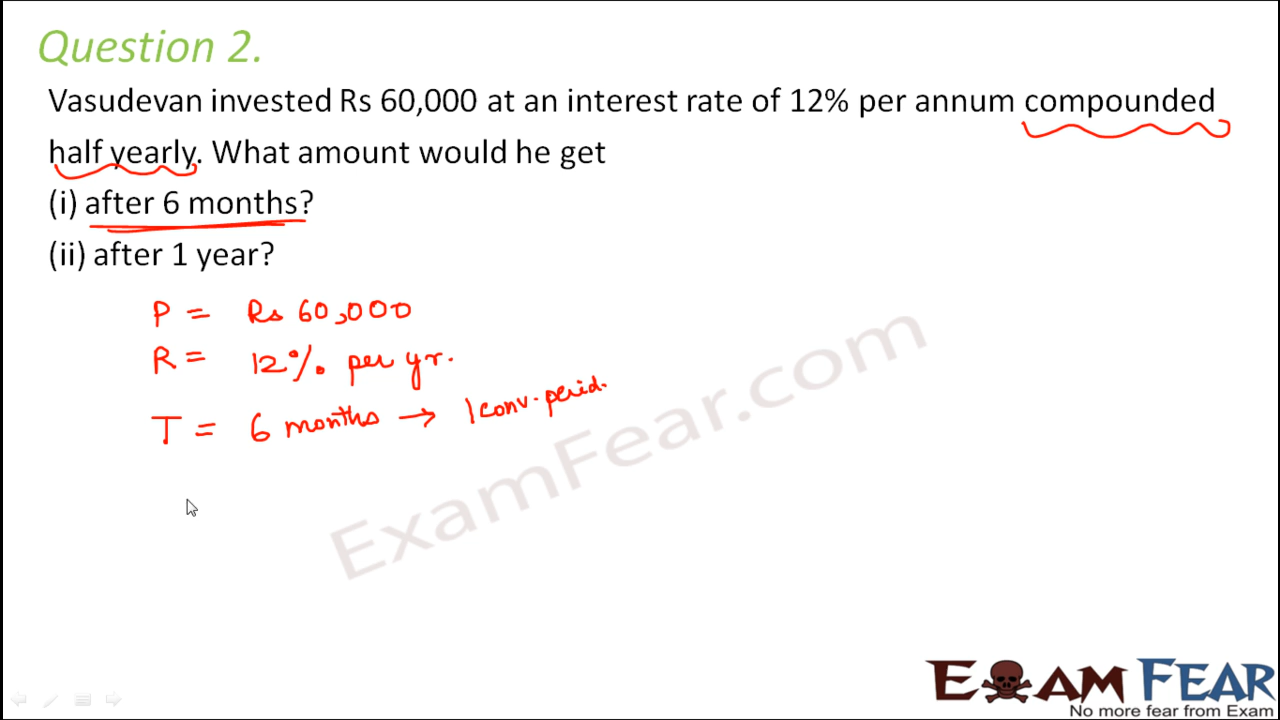 Question 2.
Vasudevan invested Rs 60,000 at an interest rate of 12% per annum compounded
half yearly. What amount would he get
(i) after 6 months?
(ii) after 1 year?
P = Rs 60,000
R = 12% per yr.
T = 6 months → 1 conv. perid.
ExamFear.com
EXAM FEAR
No more fear from Exam